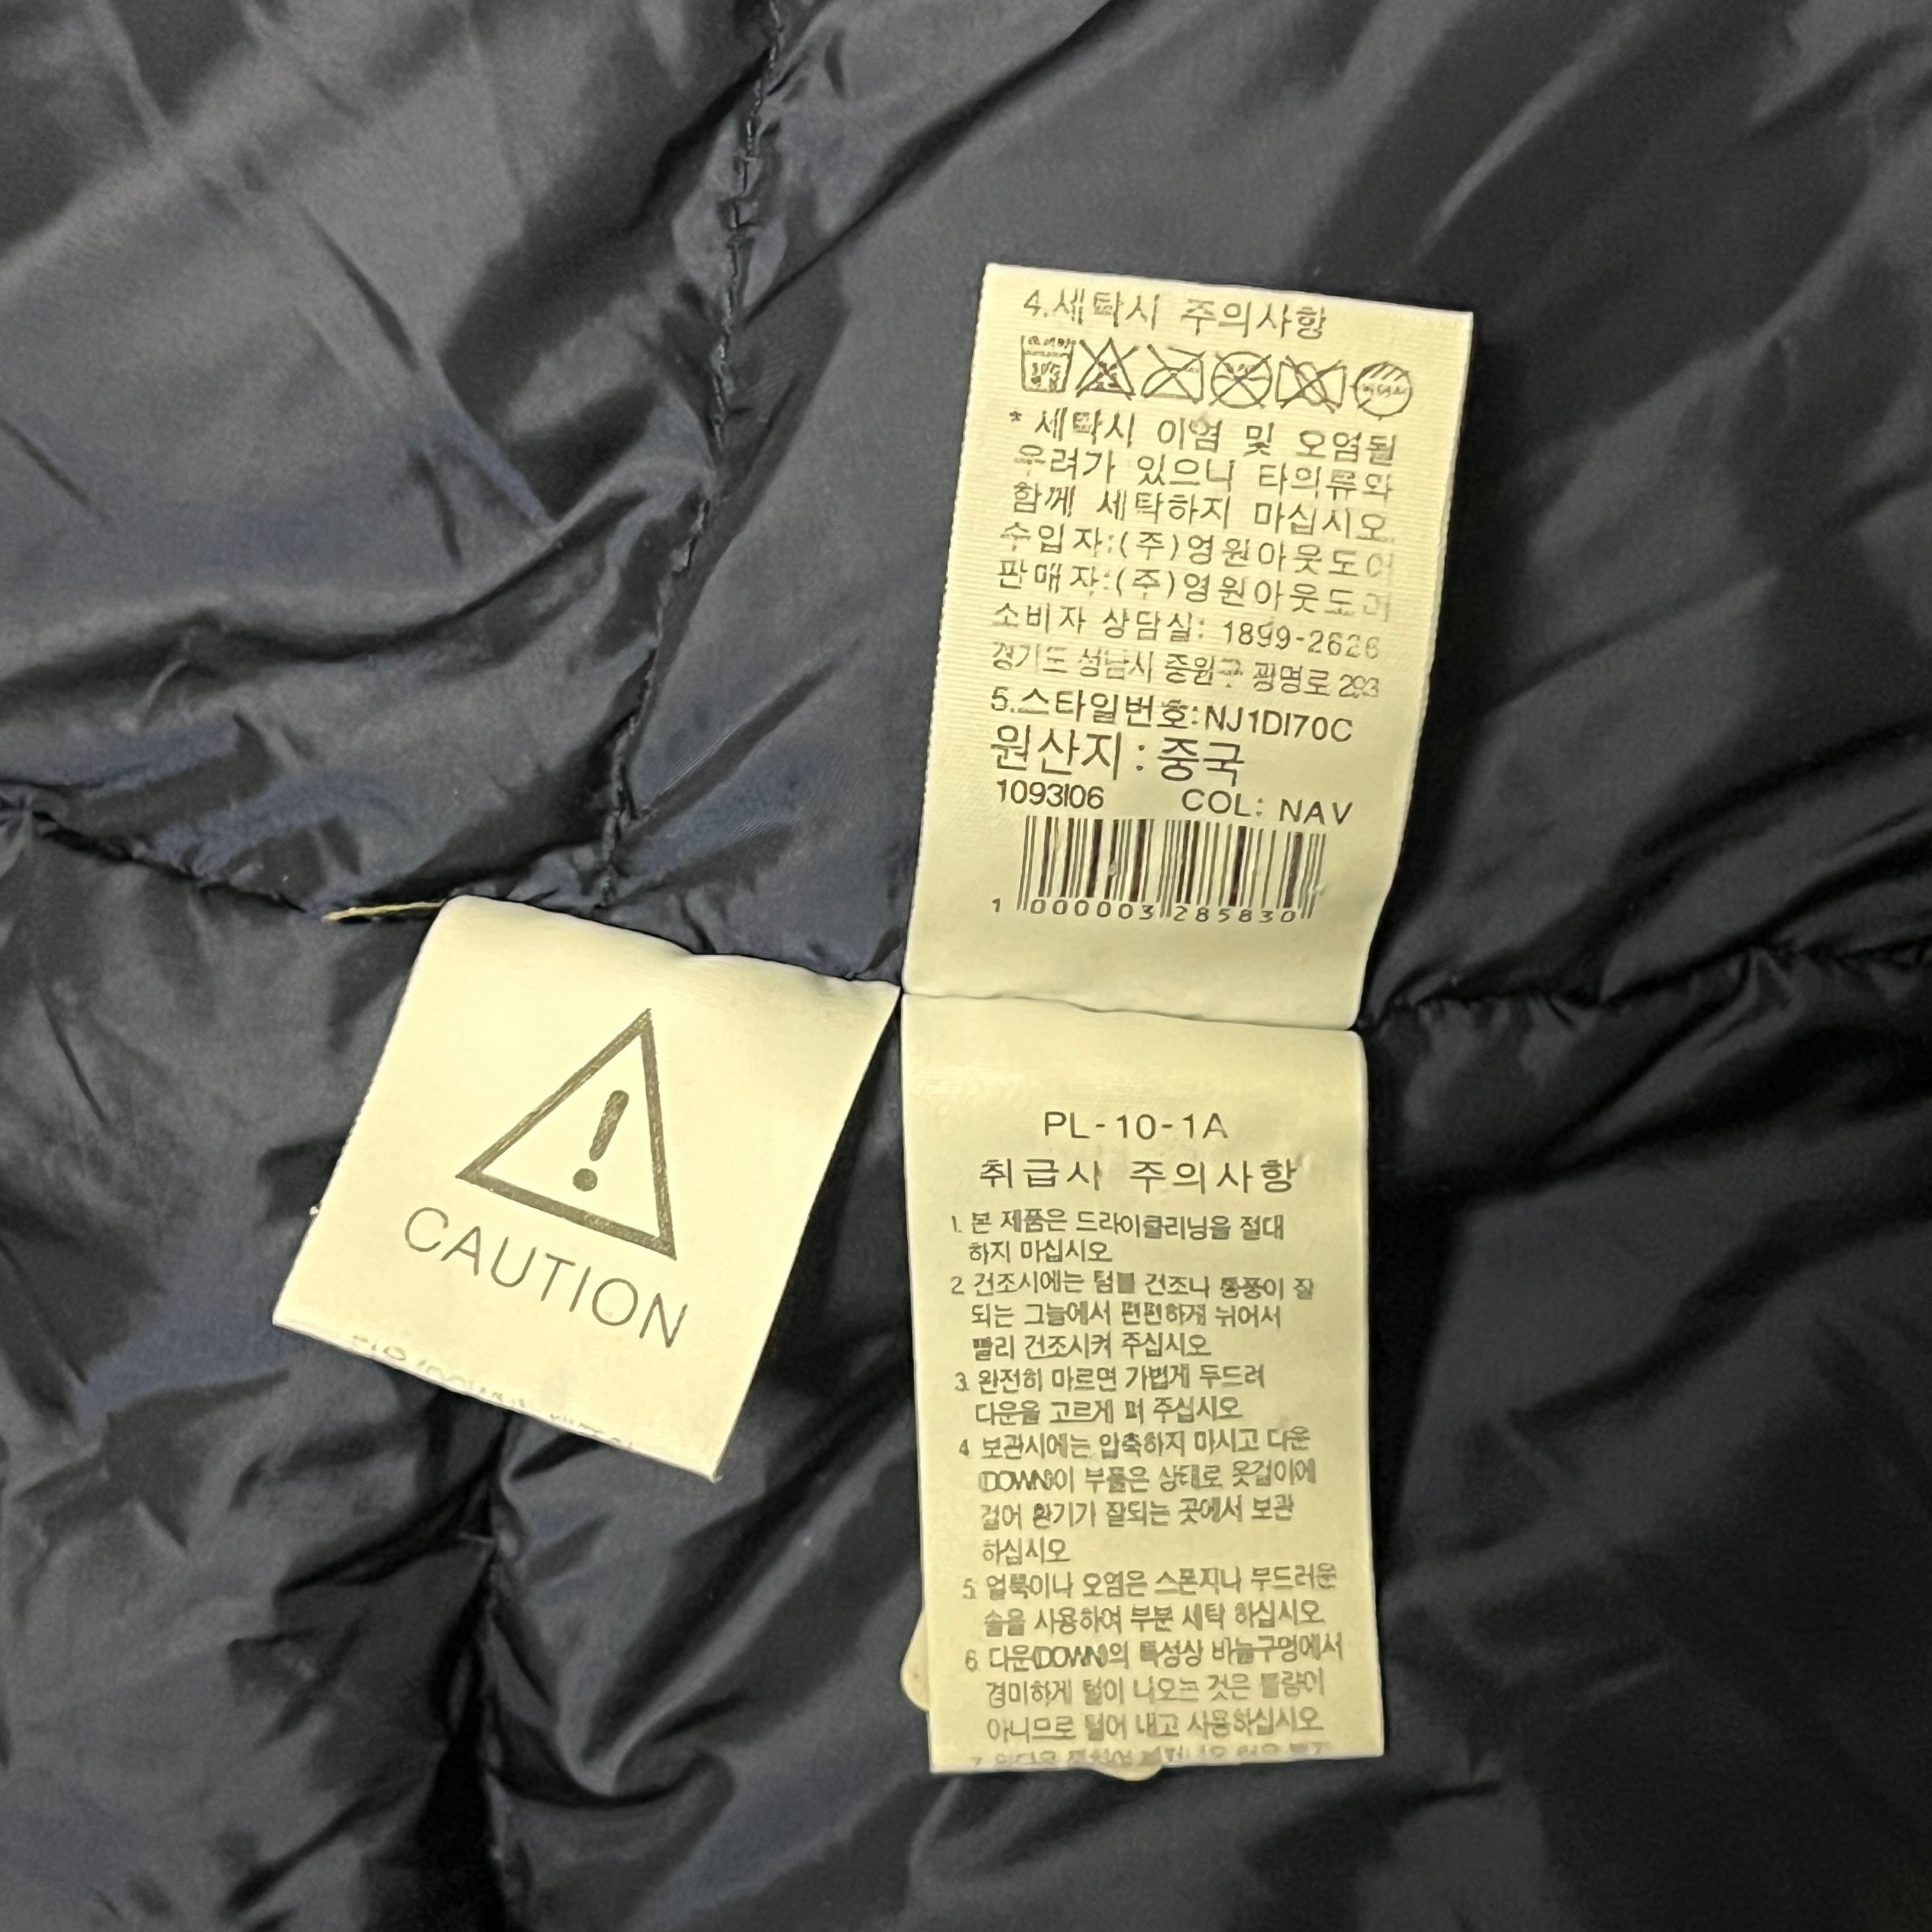 4.세탁시 주의사항
* 세탁시 이염 및 오염될
우려가 있으니 타의류와
함께 세탁하지 마십시오.
수입자:(주)영원아웃도어
판매자:(주)영원아웃도어
소비자 상담실: 1899-2626
경기도 성남시 중원구 광명로 293
5.스타일번호:NJ1DI70C
원산지:중국
1093I06 COL: NAV
1 000003 285830
CAUTION
PL-10-1A
취급시 주의사항
1. 본 제품은 드라이클리닝을 절대
하지 마십시오
2. 건조시에는 텀블 건조나 통풍이 잘
되는 그늘에서 편편하게 뉘어서
빨리 건조시켜 주십시오
3. 완전히 마르면 가볍게 두드려
다운을 고르게 펴 주십시오
4. 보관시에는 압축하지 마시고 다운
(DOWN)이 부풀은 상태로 옷걸이에
걸어 환기가 잘되는 곳에서 보관
하십시오
5. 얼룩이나 오염은 스폰지나 부드러운
솔을 사용하여 부분 세탁 하십시오
6. 다운(DOWN)의 특성상 바늘구멍에서
경미하게 털이 나오는 것은 불량이
아니므로 털어 내고 사용하십시오